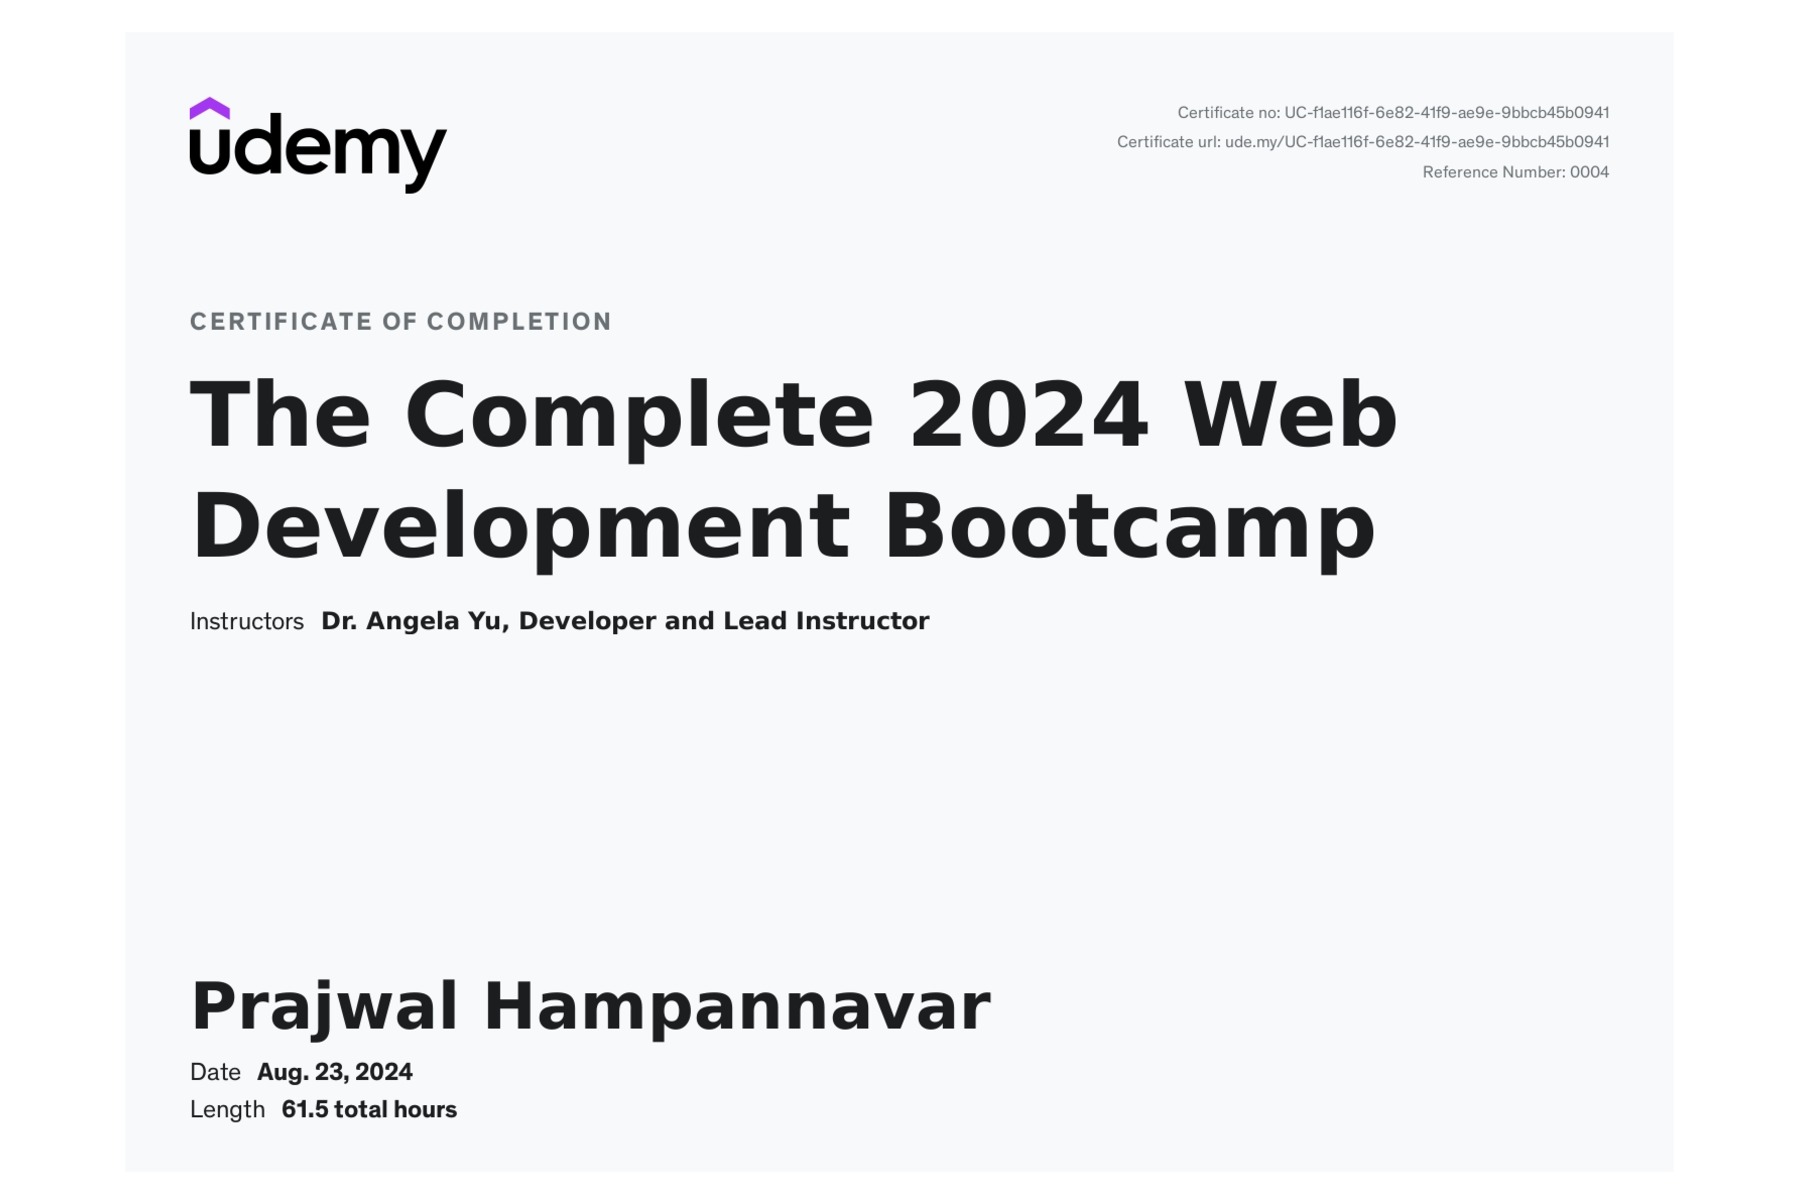 udemy
Certificate no: UC-f1ae116f-6e82-41f9-ae9e-9bbcb45b0941
Certificate url: ude.my/UC-f1ae116f-6e82-41f9-ae9e-9bbcb45b0941
Reference Number: 0004
CERTIFICATE OF COMPLETION
The Complete 2024 Web
Development Bootcamp
Instructors Dr. Angela Yu, Developer and Lead Instructor
Prajwal Hampannavar
Date Aug. 23, 2024
Length 61.5 total hours